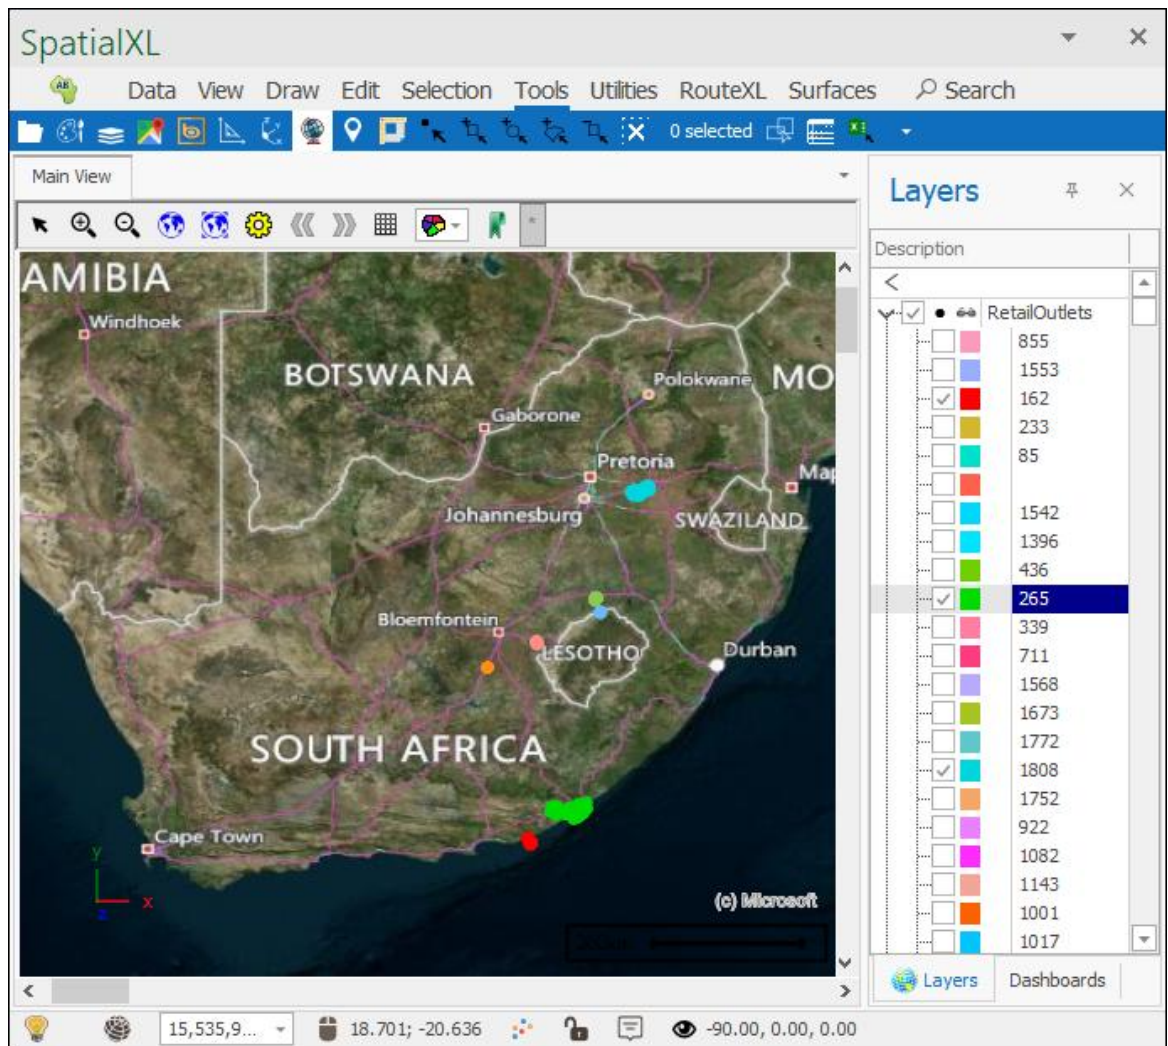 SpatialXL
AB
Data View Draw Edit Selection Tools Utilities RouteXL Surfaces Search
0 selected
Main View
Layers
Description
<
RetailOutlets
855
1553
162
233
85
1542
1396
436
265
339
711
1568
1673
1772
1808
1752
922
1082
1143
1001
1017
AMIBIA
Windhoek
BOTSWANA
Polokwane
MO
Gaborone
Pretoria
Map
Johannesburg
SWAZILAND
Bloemfontein
LESOTHO
Durban
SOUTH AFRICA
Cape Town
y
x
z
(c) Microsoft
Layers Dashboards
15,535,9... 18.701; -20.636 -90.00, 0.00, 0.00